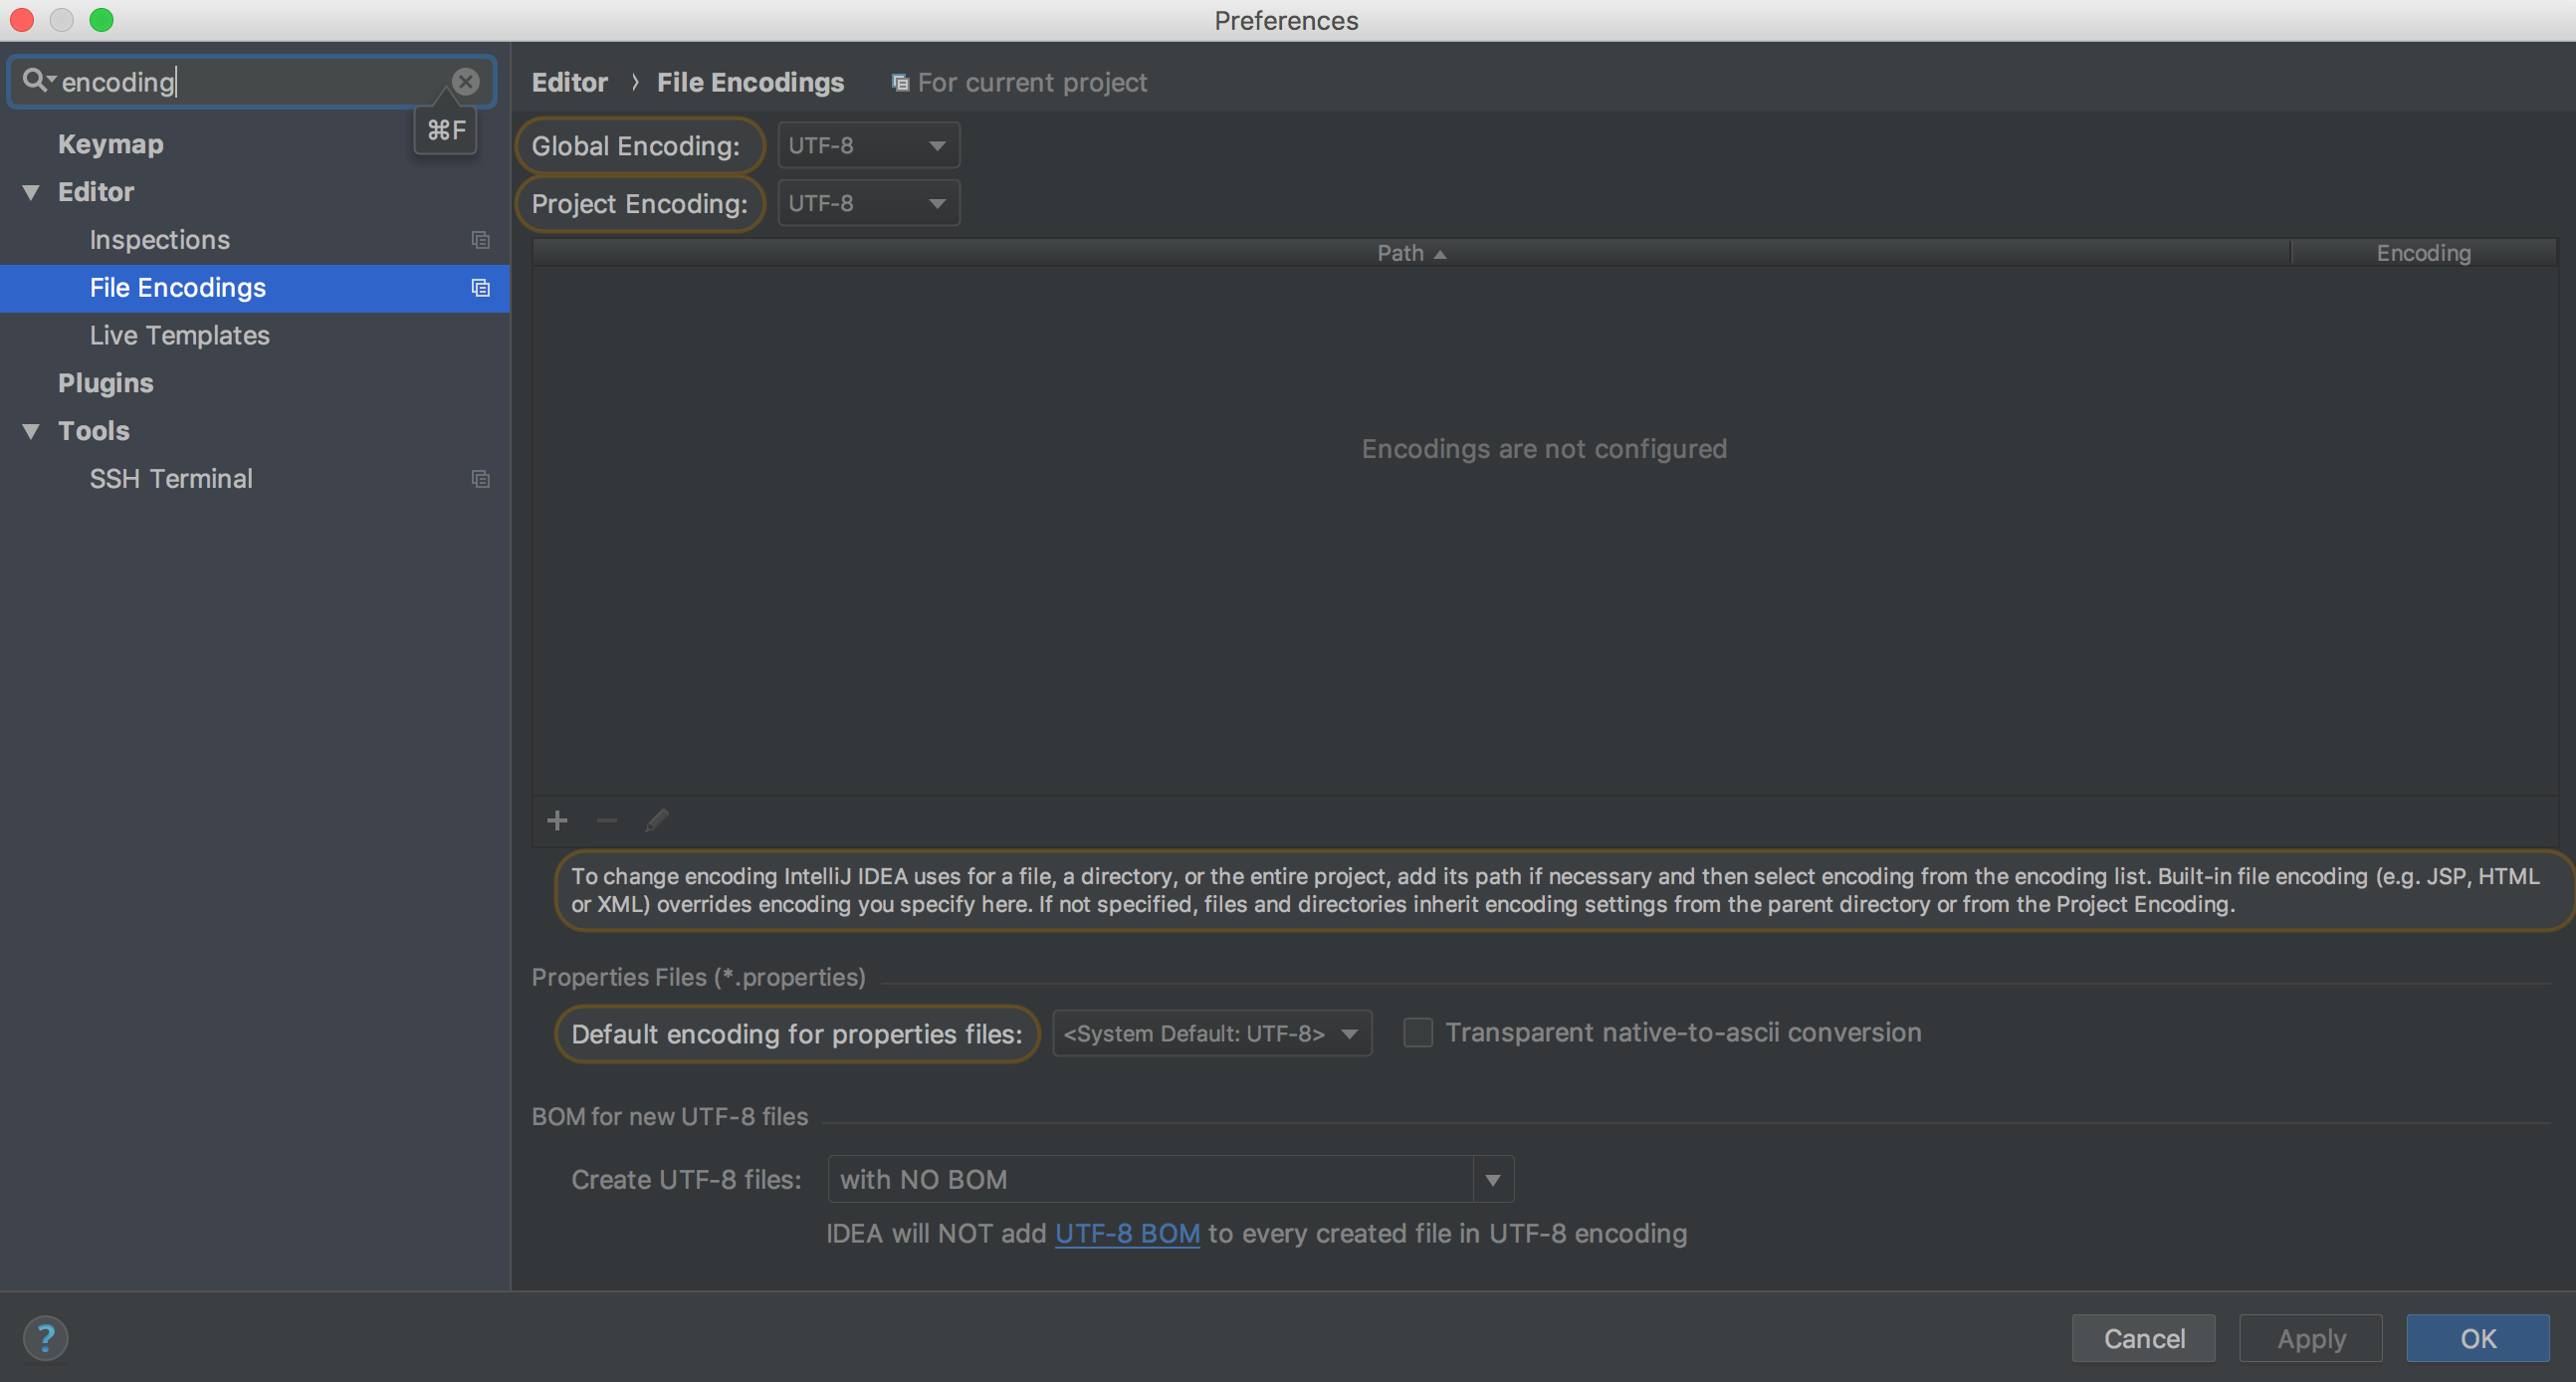 Preferences
encoding
⌘F
Keymap
Editor
Inspections
File Encodings
Live Templates
Plugins
Tools
SSH Terminal
Editor › File Encodings For current project
Global Encoding: UTF-8
Project Encoding: UTF-8
Path Encoding
Encodings are not configured
To change encoding IntelliJ IDEA uses for a file, a directory, or the entire project, add its path if necessary and then select encoding from the encoding list. Built-in file encoding (e.g. JSP, HTML
or XML) overrides encoding you specify here. If not specified, files and directories inherit encoding settings from the parent directory or from the Project Encoding.
Properties Files (*.properties)
Default encoding for properties files: <System Default: UTF-8> Transparent native-to-ascii conversion
BOM for new UTF-8 files
Create UTF-8 files: with NO BOM
IDEA will NOT add UTF-8 BOM to every created file in UTF-8 encoding
? Cancel Apply OK